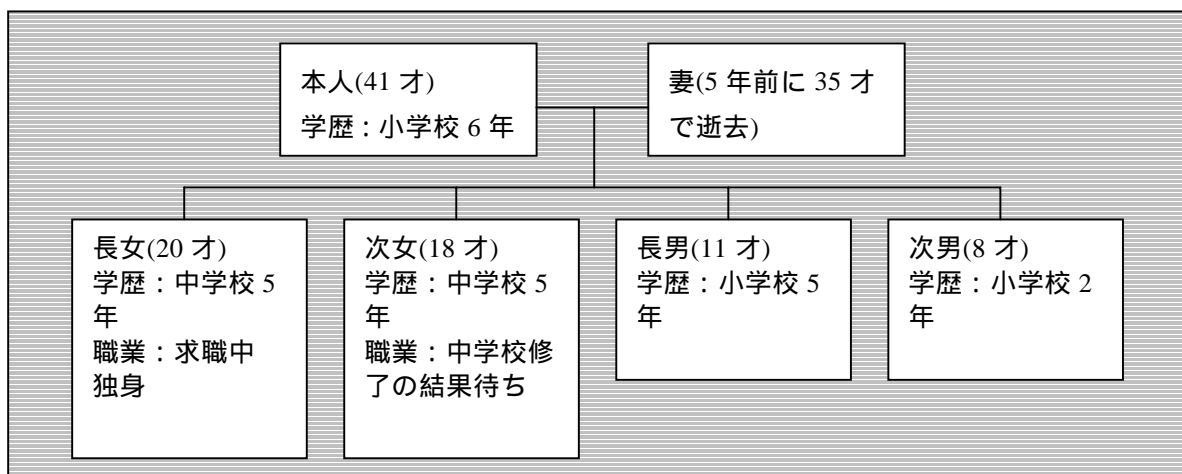 本人(41 才)
学歴：小学校 6 年
妻(5 年前に 35 才
で逝去)
長女(20 才)
学歴：中学校 5
年
職業：求職中
独身
次女(18 才)
学歴：中学校 5
年
職業：中学校修
了の結果待ち
長男(11 才)
学歴：小学校 5
年
次男(8 才)
学歴：小学校 2
年